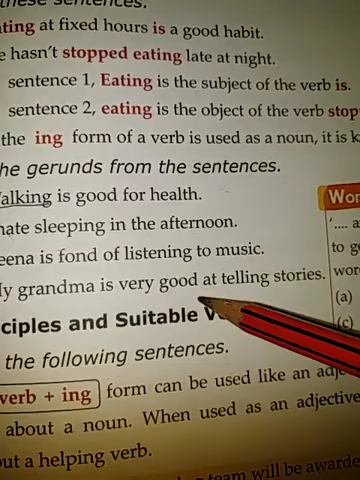 these sentences.
ating at fixed hours is a good habit.
e hasn't stopped eating late at night.
sentence 1, Eating is the subject of the verb is.
sentence 2, eating is the object of the verb stop
the ing form of a verb is used as a noun, it is k
he gerunds from the sentences.
Walking is good for health.
hate sleeping in the afternoon.
eena is fond of listening to music.
My grandma is very good at telling stories.
Wor
'.... a
to g
wor
(a)
(c)
ciples and Suitable V
the following sentences.
verb + ing form can be used like an adje
about a noun. When used as an adjective
out a helping verb.
team will be awarde